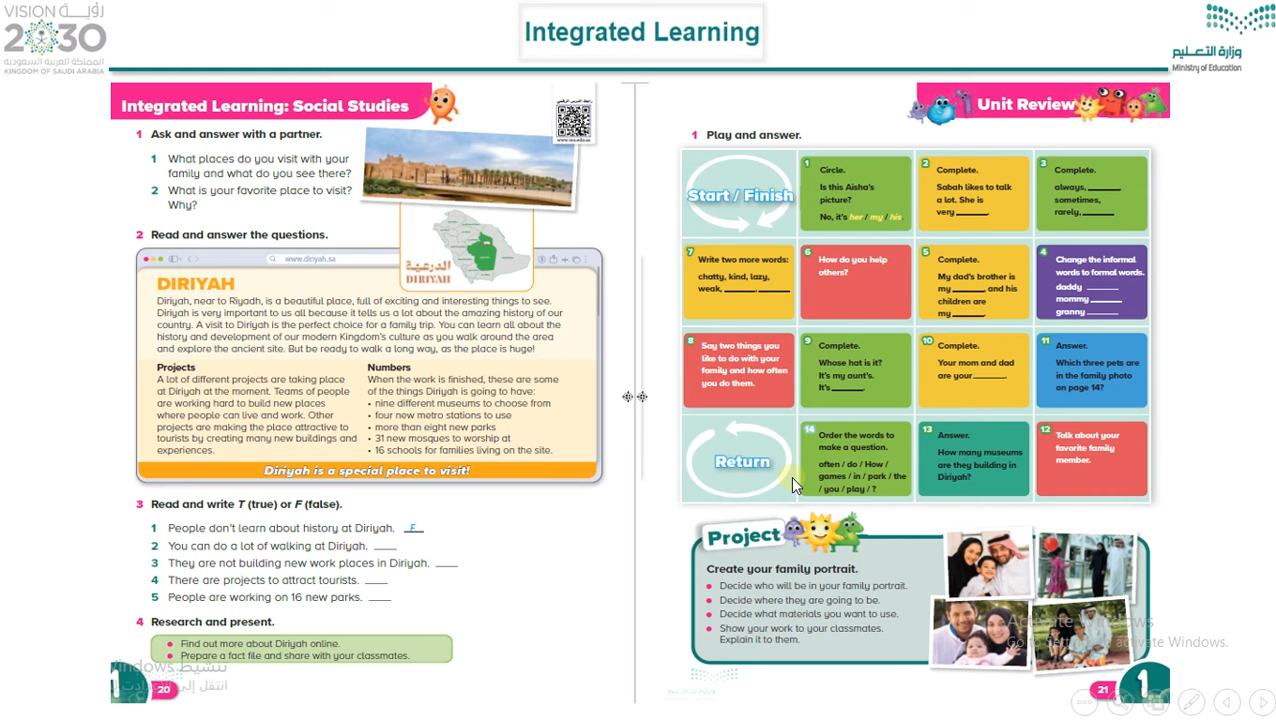 VISION رؤيـــة
2030
المملكة العربية السعودية
KINGDOM OF SAUDI ARABIA
Integrated Learning
وزارة التعليم
Ministry of Education
Integrated Learning: Social Studies
1 Ask and answer with a partner.
1 What places do you visit with your
family and what do you see there?
2 What is your favorite place to visit?
Why?
2 Read and answer the questions.
الدرعية
DIRIYAH
www.diriyah.sa
DIRIYAH
Diriyah, near to Riyadh, is a beautiful place, full of exciting and interesting things to see.
Diriyah is very important to us all because it tells us a lot about the amazing history of our
country. A visit to Diriyah is the perfect choice for a family trip. You can learn all about the
history and development of our modern Kingdom's culture as you walk around the area
and explore the ancient site. But be ready to walk a long way, as the place is huge!
Projects
A lot of different projects are taking place
at Diriyah at the moment. Teams of people
are working hard to build new places
where people can live and work. Other
projects are making the place attractive to
tourists by creating many new buildings and
experiences.
Numbers
When the work is finished, these are some
of the things Diriyah is going to have:
• nine different museums to choose from
• four new metro stations to use
• more than eight new parks
• 31 new mosques to worship at
• 16 schools for families living on the site.
Diriyah is a special place to visit!
3 Read and write T (true) or F (false).
1 People don't learn about history at Diriyah. F
2 You can do a lot of walking at Diriyah. ____
3 They are not building new work places in Diriyah. ____
4 There are projects to attract tourists. ____
5 People are working on 16 new parks. ____
4 Research and present.
• Find out more about Diriyah online.
• Prepare a fact file and share with your classmates.
20
Unit Review
1 Play and answer.
Start / Finish
1 Circle.
Is this Aisha's
picture?
No, it's her / my / his
2 Complete.
Sabah likes to talk
a lot. She is
very ______.
3 Complete.
always, ______
sometimes,
rarely, ______
7 Write two more words:
chatty, kind, lazy,
weak, ______, ______
6 How do you help
others?
5 Complete.
My dad's brother is
my ______, and his
children are
my ______.
4 Change the informal
words to formal words.
daddy ______
mommy ______
granny ______
8 Say two things you
like to do with your
family and how often
you do them.
9 Complete.
Whose hat is it?
It's my aunt's.
It's ______.
10 Complete.
Your mom and dad
are your ______.
11 Answer.
Which three pets are
in the family photo
on page 14?
Return
14 Order the words to
make a question.
often / do / How /
games / in / park / the
/ you / play / ?
13 Answer.
How many museums
are they building in
Diriyah?
12 Talk about your
favorite family
member.
Project
Create your family portrait.
• Decide who will be in your family portrait.
• Decide where they are going to be.
• Decide what materials you want to use.
• Show your work to your classmates.
Explain it to them.
21
1
Activate Windows
تنشيط Windows